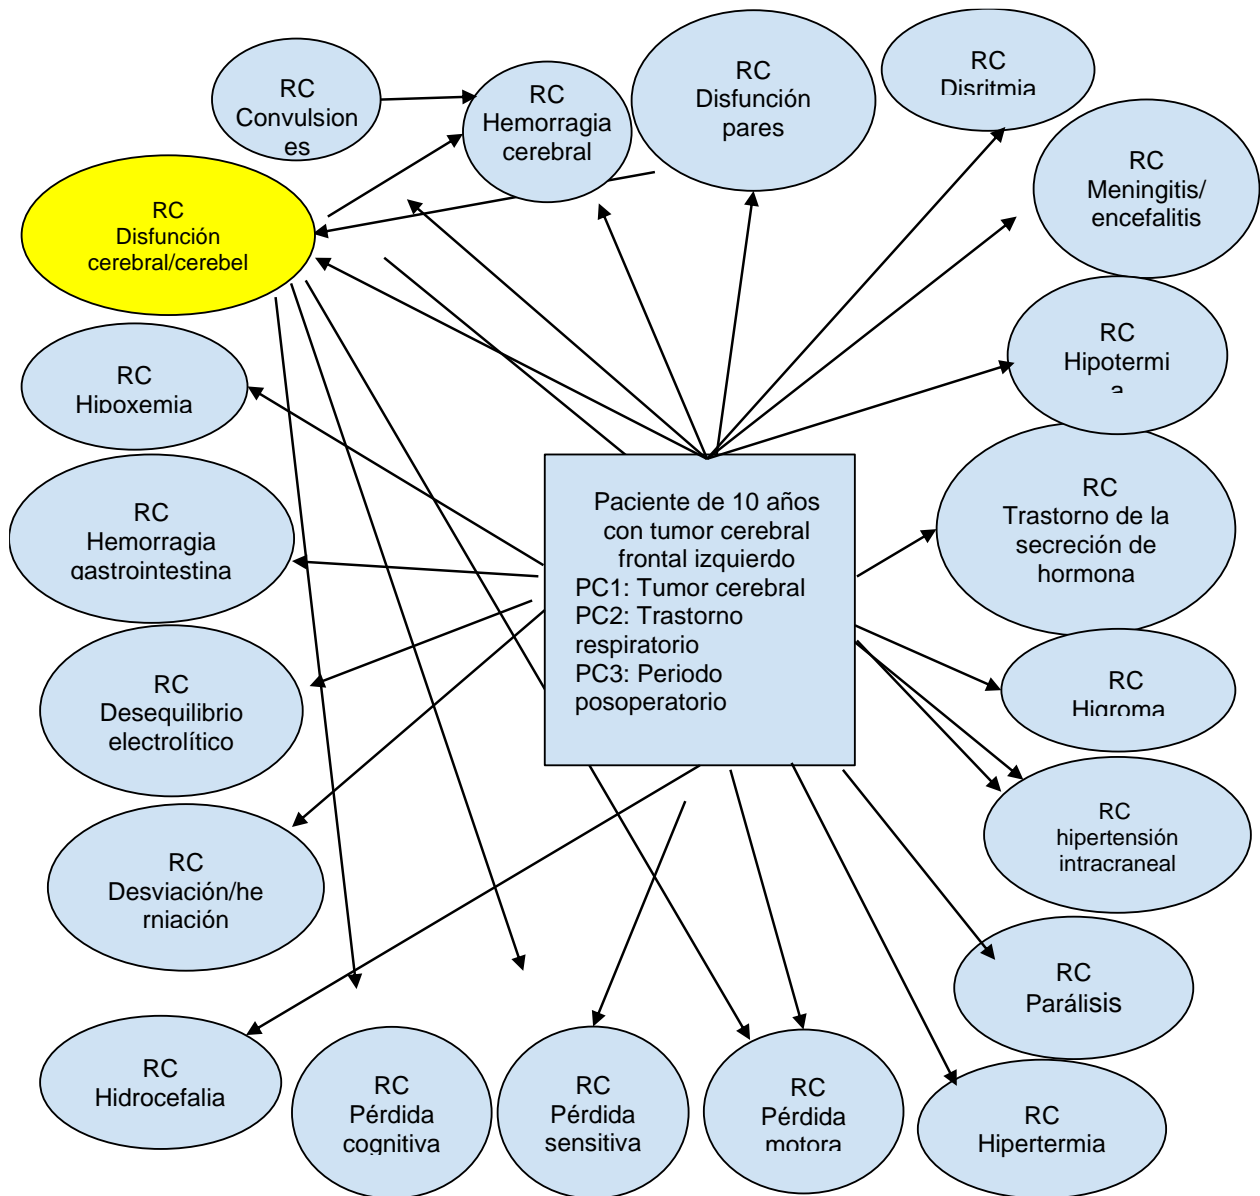 RC
Convulsion
es
RC
Hemorragia
cerebral
RC
Disfunción
pares
RC
Disritmia
RC
Meningitis/
encefalitis
RC
Disfunción
cerebral/cerebel
RC
Hipotermi
a
RC
Hipoxemia
RC
Hemorragia
gastrointestina
RC
Trastorno de la
secreción de
hormona
Paciente de 10 años
con tumor cerebral
frontal izquierdo
PC1: Tumor cerebral
PC2: Trastorno
respiratorio
PC3: Periodo
posoperatorio
RC
Desequilibrio
electrolítico
RC
Higroma
RC
hipertensión
intracraneal
RC
Desviación/he
rniación
RC
Parálisis
RC
Hidrocefalia
RC
Pérdida
cognitiva
RC
Pérdida
sensitiva
RC
Pérdida
motora
RC
Hipertermia